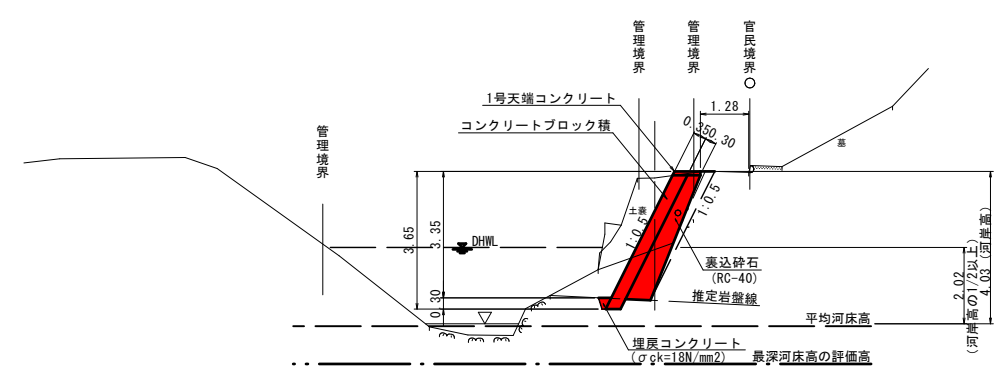 管理境界
管理境界
官民境界
1.28
1号天端コンクリート
コンクリートブロック積
0.35
0.30
管理境界
墓
土嚢
1:0.5
1:0.5
3.65
3.35
0.30
DHWL
裏込砕石
(RC-40)
推定岩盤線
平均河床高
埋戻コンクリート
(σck=18N/mm2)
最深河床高の評価高
2.02
(河岸高の1/2以上)
4.03 (河岸高)